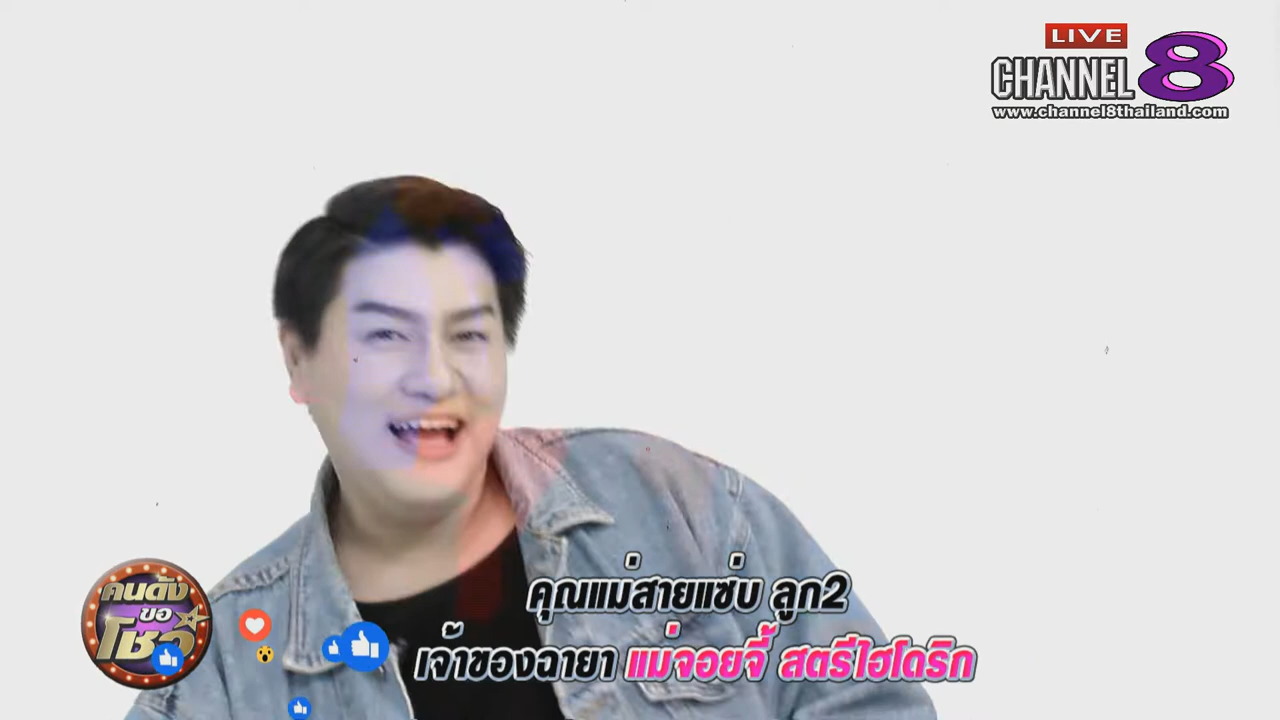 LIVE
CHANNEL 8
www.channel8thailand.com
คนดัง
ขอ
โชว์
คุณแม่สายแซ่บ ลูก2
เจ้าของฉายา แม่จอยจี้ สตรีไฮโดริก